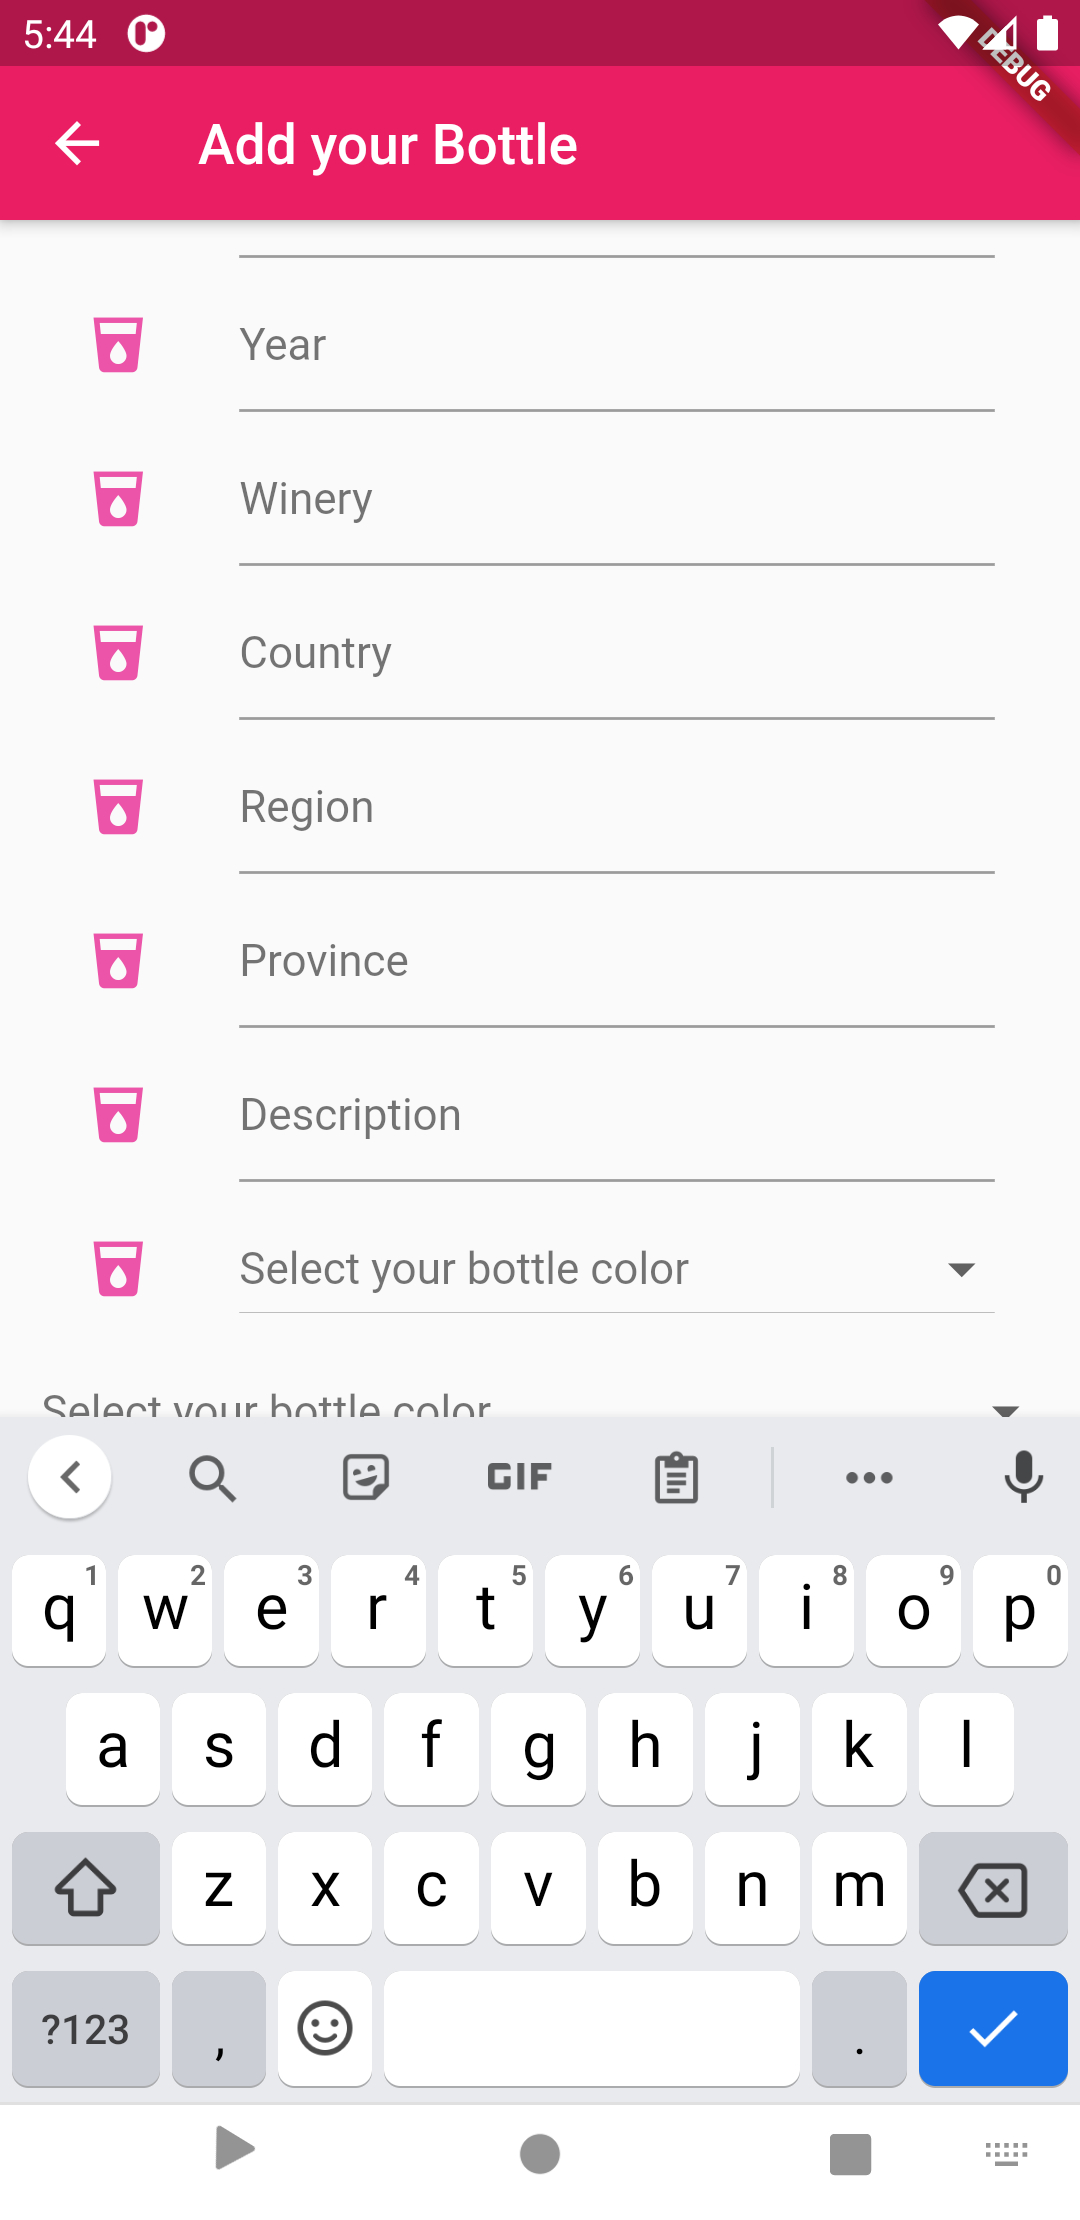 5:44
DEBUG
Add your Bottle
Year
Winery
Country
Region
Province
Description
Select your bottle color
Select your bottle color
GIF
q 1 w 2 e 3 r 4 t 5 y 6 u 7 i 8 o 9 p 0
a s d f g h j k l
z x c v b n m
?123 , .